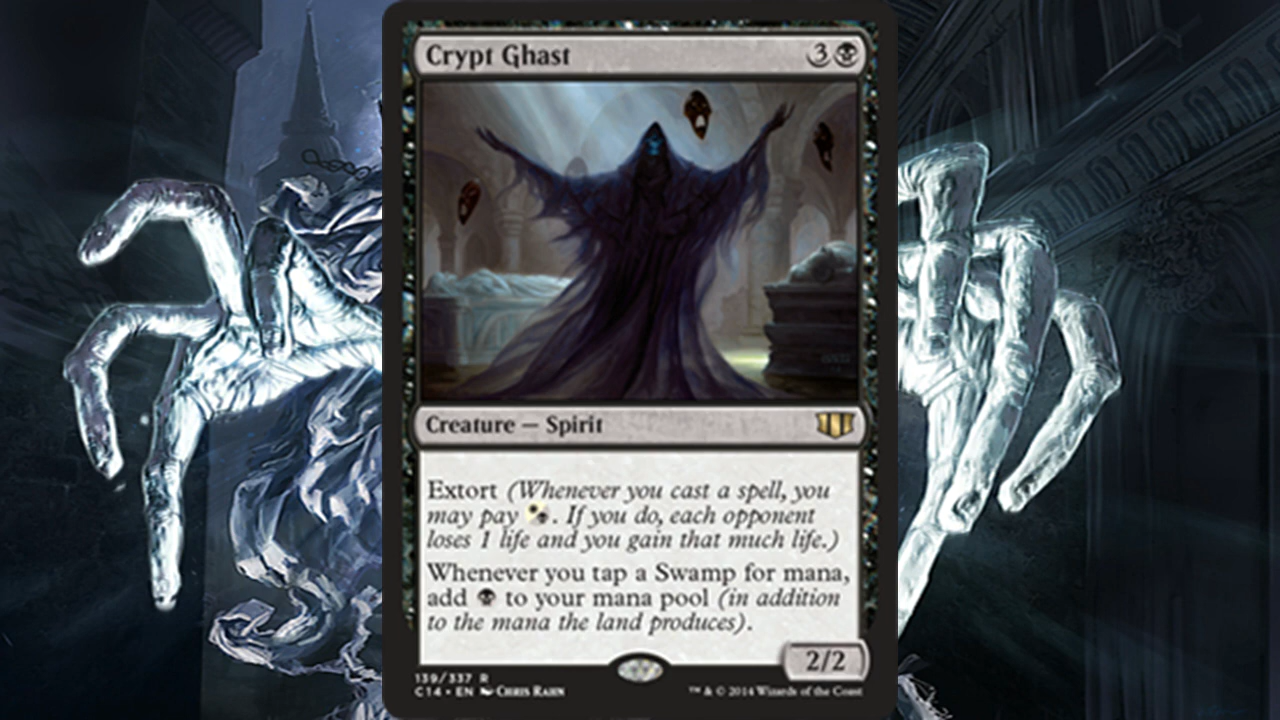 Crypt Ghast 3
Creature — Spirit
Extort (Whenever you cast a spell, you
may pay . If you do, each opponent
loses 1 life and you gain that much life.)
Whenever you tap a Swamp for mana,
add to your mana pool (in addition
to the mana the land produces).
2/2
139/337 R
C14 • EN Chris Rahn ™ & © 2014 Wizards of the Coast